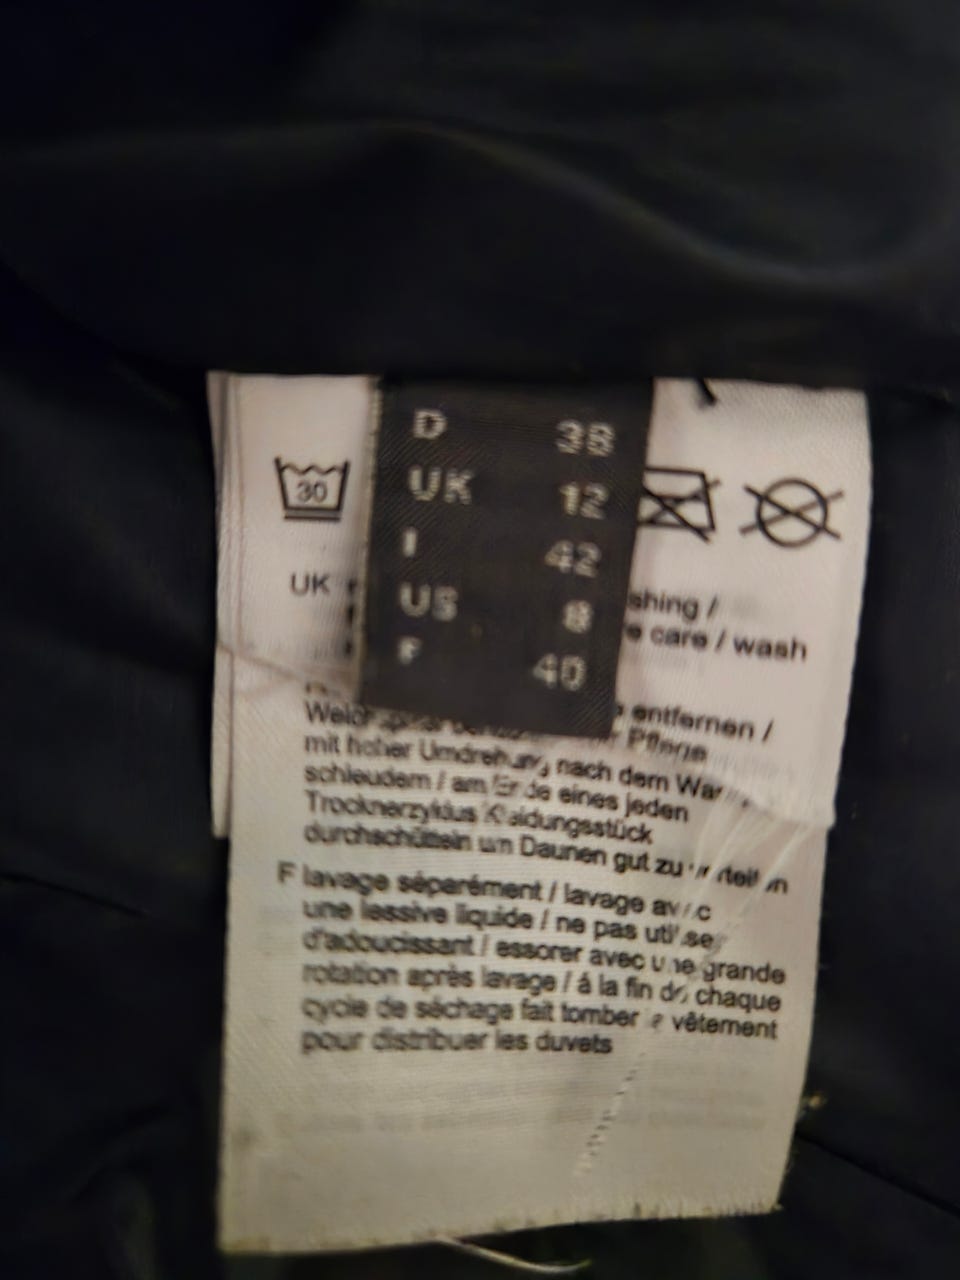 D 38
UK 12
I 42
US 8
F 40
30
UK
shing /
care / wash
entfernen /
Pflege
mit hoher Umdrehung nach dem
schleudern / am Ende eines jeden
Trocknerzyklus Kleidungsstück
durchschütteln um Daunen gut zu
F lavage séparément / lavage avec
une lessive liquide / ne pas utiliser
d'adoucissant / essorer avec une grande
rotation après lavage / à la fin de chaque
cycle de séchage fait tomber le vêtement
pour distribuer les duvets